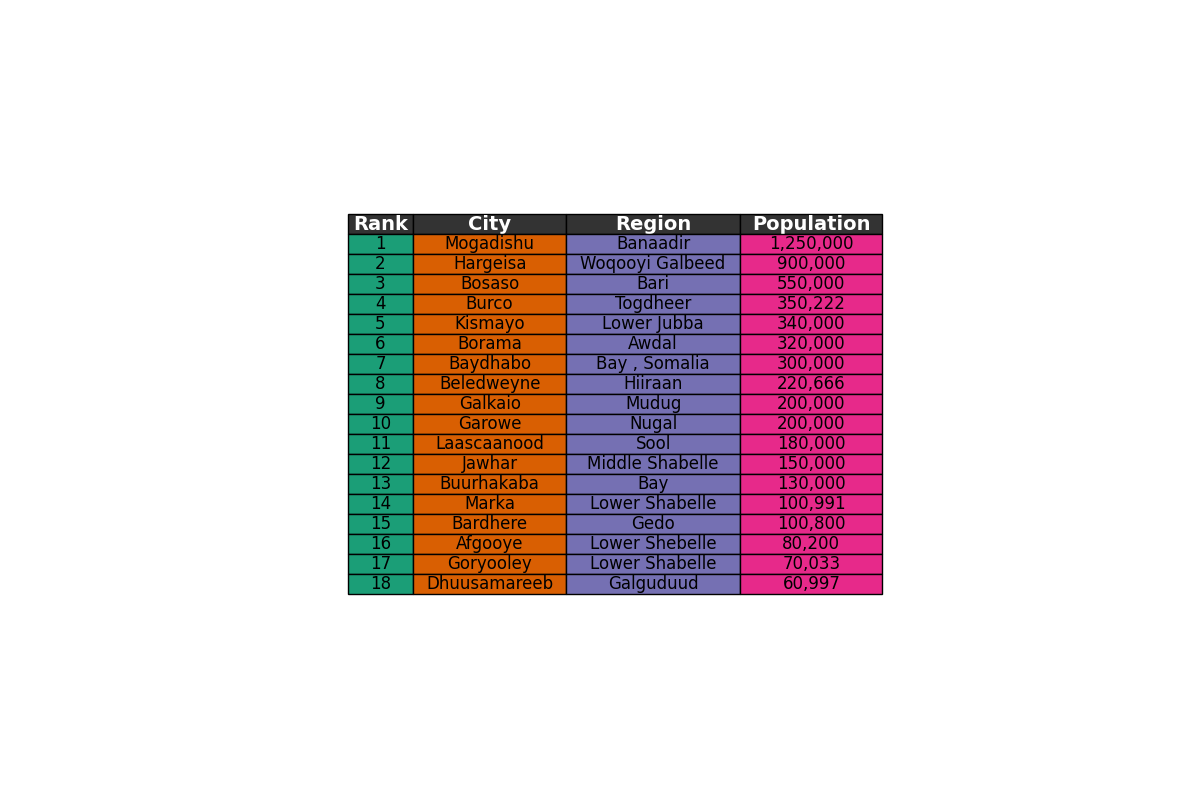 Rank City Region Population
1 Mogadishu Banaadir 1,250,000
2 Hargeisa Woqooyi Galbeed 900,000
3 Bosaso Bari 550,000
4 Burco Togdheer 350,222
5 Kismayo Lower Jubba 340,000
6 Borama Awdal 320,000
7 Baydhabo Bay , Somalia 300,000
8 Beledweyne Hiiraan 220,666
9 Galkaio Mudug 200,000
10 Garowe Nugal 200,000
11 Laascaanood Sool 180,000
12 Jawhar Middle Shabelle 150,000
13 Buurhakaba Bay 130,000
14 Marka Lower Shabelle 100,991
15 Bardhere Gedo 100,800
16 Afgooye Lower Shebelle 80,200
17 Goryooley Lower Shabelle 70,033
18 Dhuusamareeb Galguduud 60,997